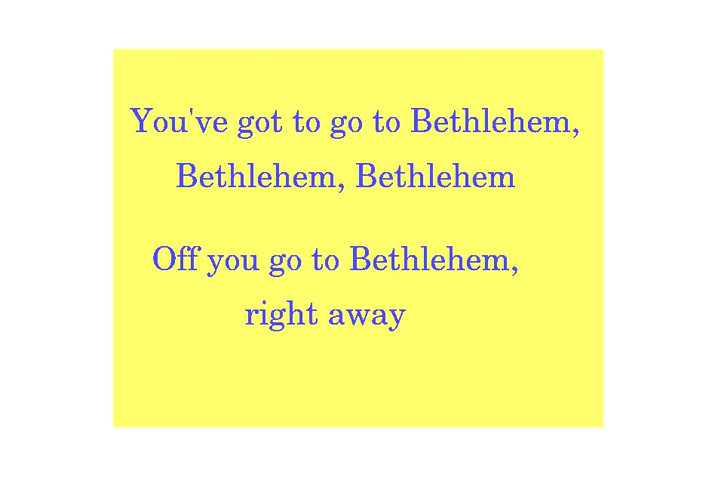 You've got to go to Bethlehem,
Bethlehem, Bethlehem
Off you go to Bethlehem,
right away